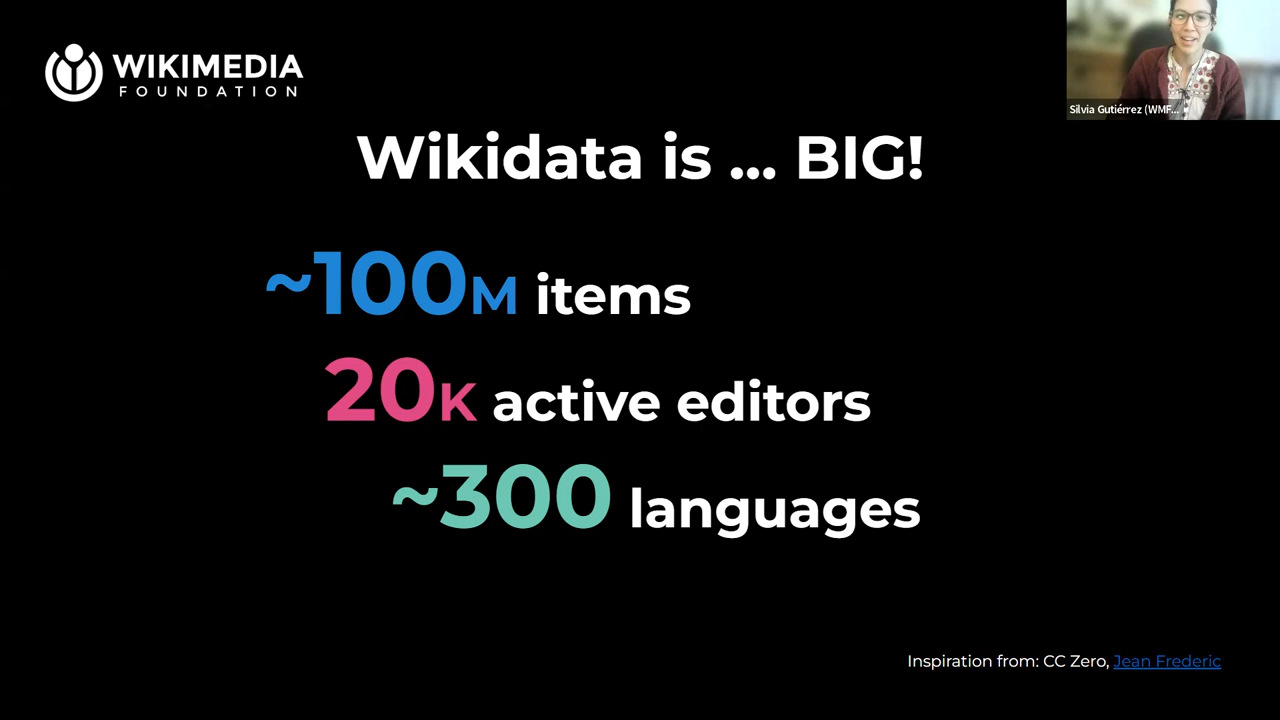 WIKIMEDIA
FOUNDATION
Silvia Gutiérrez (WMF...
Wikidata is ... BIG!
~100M items
20K active editors
~300 languages
Inspiration from: CC Zero, Jean Frederic